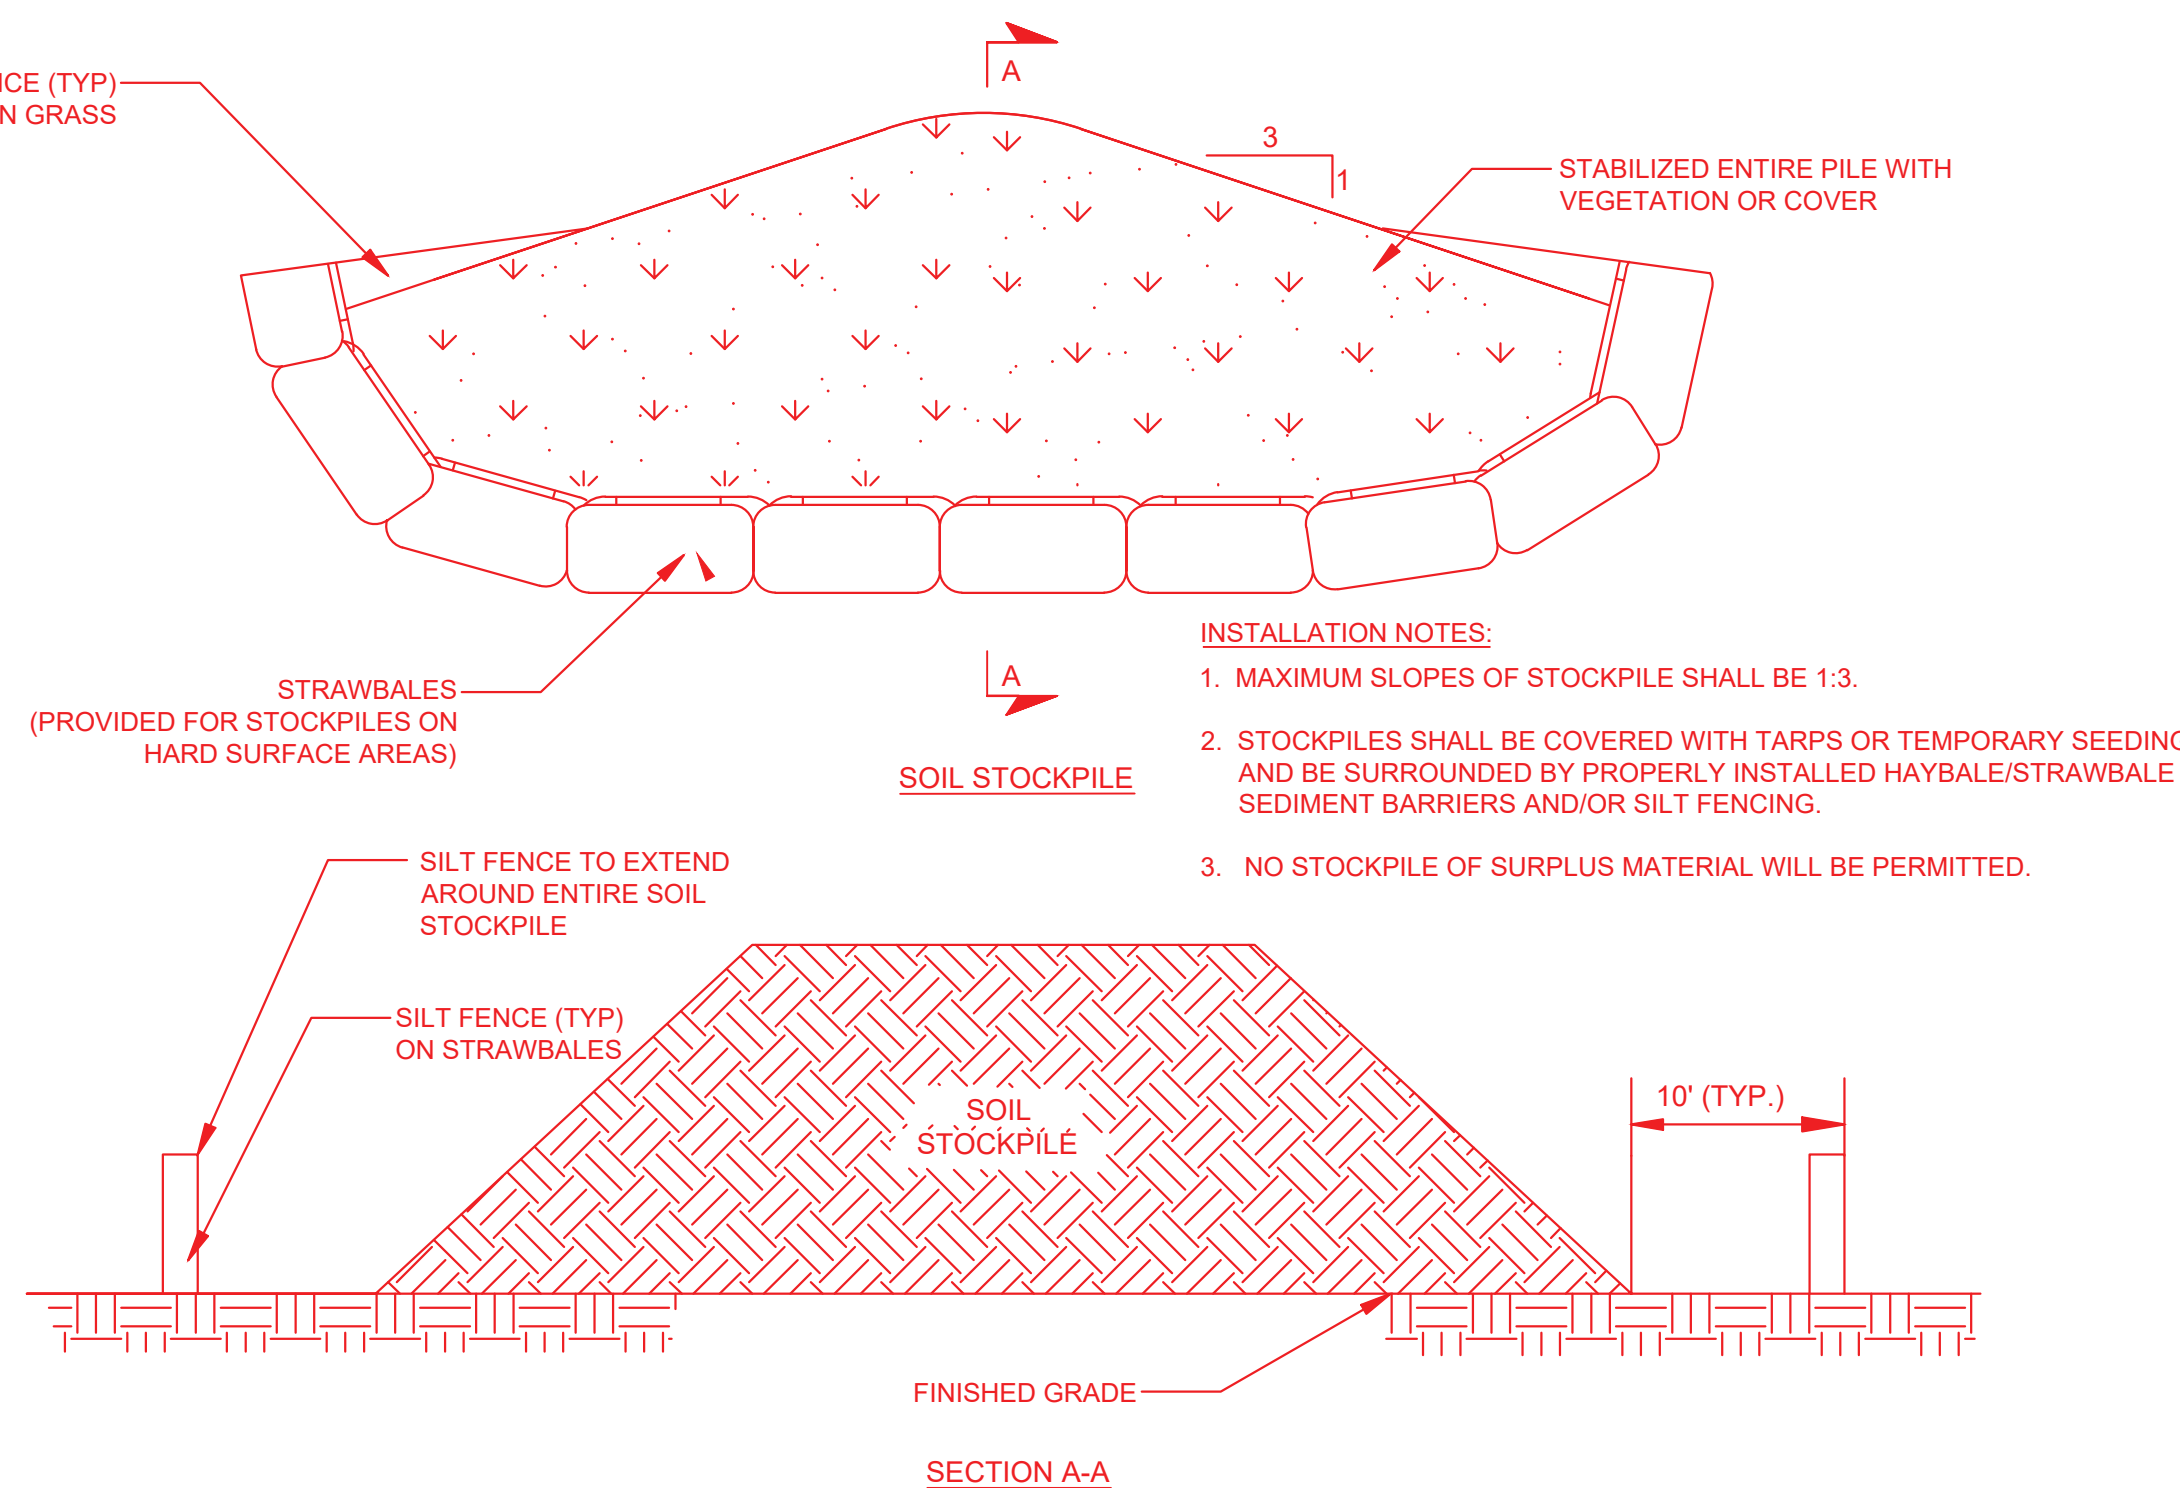 A
(TYP)
GRASS
3
1
STABILIZED ENTIRE PILE WITH
VEGETATION OR COVER
STRAWBALES
(PROVIDED FOR STOCKPILES ON
HARD SURFACE AREAS)
A
SOIL STOCKPILE
INSTALLATION NOTES:
1. MAXIMUM SLOPES OF STOCKPILE SHALL BE 1:3.
2. STOCKPILES SHALL BE COVERED WITH TARPS OR TEMPORARY SEEDING
AND BE SURROUNDED BY PROPERLY INSTALLED HAYBALE/STRAWBALE
SEDIMENT BARRIERS AND/OR SILT FENCING.
3. NO STOCKPILE OF SURPLUS MATERIAL WILL BE PERMITTED.
SILT FENCE TO EXTEND
AROUND ENTIRE SOIL
STOCKPILE
SILT FENCE (TYP)
ON STRAWBALES
SOIL
STOCKPILE
10' (TYP.)
FINISHED GRADE
SECTION A-A